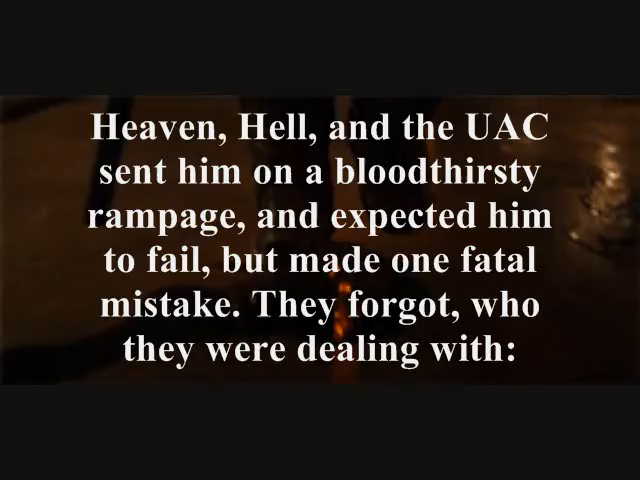 Heaven, Hell, and the UAC
sent him on a bloodthirsty
rampage, and expected him
to fail, but made one fatal
mistake. They forgot, who
they were dealing with: